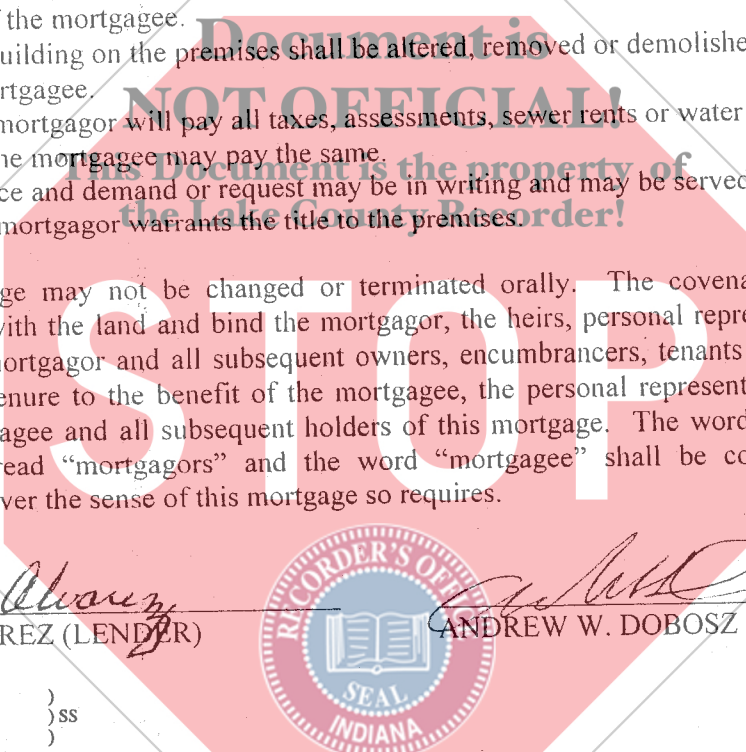 f the mortgagee.
Document is
uilding on the premises shall be altered, removed or demolishe
rtgagee.
NOT OFFICIAL!
mortgagor will pay all taxes, assessments, sewer rents or water
he mortgagee may pay the same.
This Document is the property of
ce and demand or request may be in writing and may be served
the Lake County Recorder!
mortgagor warrants the title to the premises.
ge may not be changed or terminated orally. The covena
with the land and bind the mortgagor, the heirs, personal repre
mortgagor and all subsequent owners, encumbrancers, tenants
enure to the benefit of the mortgagee, the personal represent
agee and all subsequent holders of this mortgage. The word
read “mortgagors” and the word “mortgagee” shall be co
ver the sense of this mortgage so requires.
STOP
Alvarez
REZ (LENDER)
ANDREW W. DOBOSZ
RECORDER'S OFFICE
SEAL
INDIANA
)
)ss
)